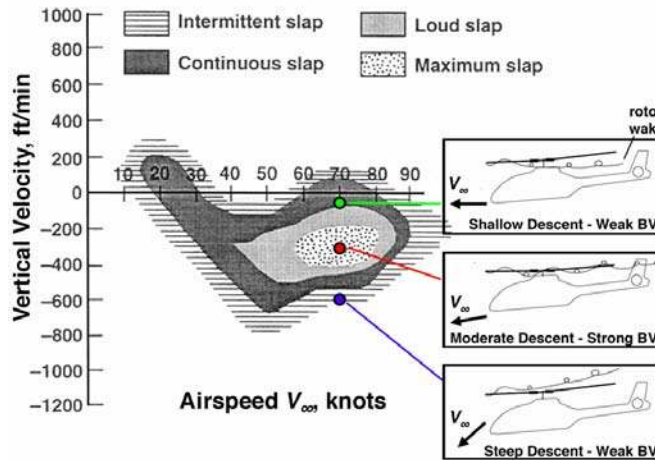 1000
800
600
400
200
0
−200
−400
−600
−800
−1000
−1200
Vertical Velocity, ft/min
Intermittent slap
Continuous slap
Loud slap
Maximum slap
10 20 30 40 50 60 70 80 90
Airspeed V∞, knots
roto
wak
V∞
Shallow Descent - Weak BV
V∞
Moderate Descent - Strong BV
V∞
Steep Descent - Weak BV